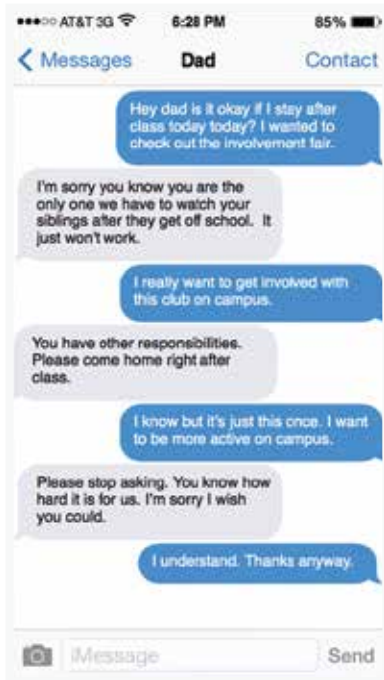 AT&T 3G 6:28 PM 85%
Messages Dad Contact
Hey dad is it okay if I stay after
class today today? I wanted to
check out the involvement fair.
I'm sorry you know you are the
only one we have to watch your
siblings after they get off school. It
just won't work.
I really want to get involved with
this club on campus.
You have other responsibilities.
Please come home right after
class.
I know but it's just this once. I want
to be more active on campus.
Please stop asking. You know how
hard it is for us. I'm sorry I wish
you could.
I understand. Thanks anyway.
iMessage Send